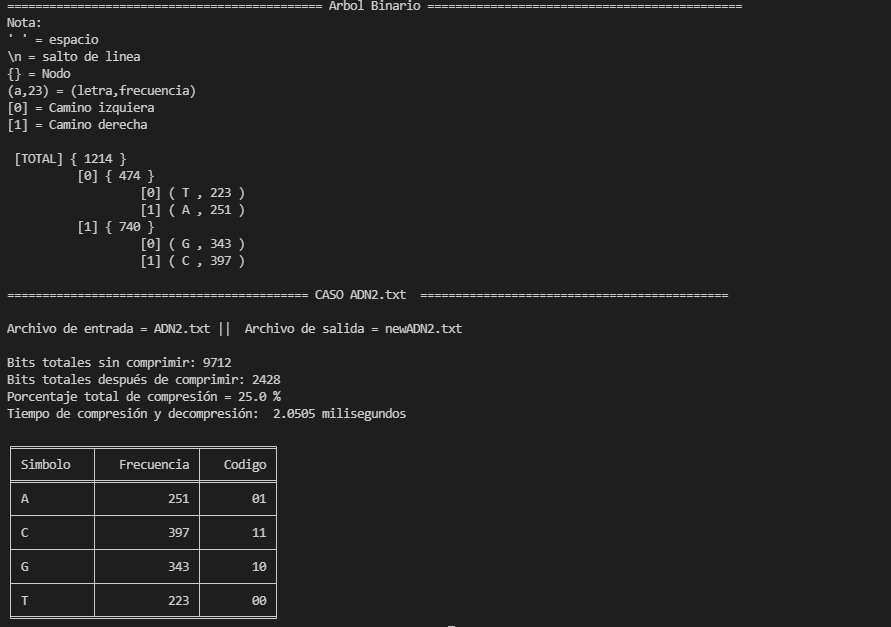 ============================================= Arbol Binario =============================================
Nota:
' ' = espacio
\n = salto de linea
{} = Nodo
(a,23) = (letra,frecuencia)
[0] = Camino izquiera
[1] = Camino derecha
[TOTAL] { 1214 }
[0] { 474 }
[0] ( T , 223 )
[1] ( A , 251 )
[1] { 740 }
[0] ( G , 343 )
[1] ( C , 397 )
=========================================== CASO ADN2.txt  ============================================
Archivo de entrada = ADN2.txt ||  Archivo de salida = newADN2.txt
Bits totales sin comprimir: 9712
Bits totales después de comprimir: 2428
Porcentaje total de compresión = 25.0 %
Tiempo de compresión y decompresión:  2.0505 milisegundos
Simbolo Frecuencia Codigo
A 251 01
C 397 11
G 343 10
T 223 00